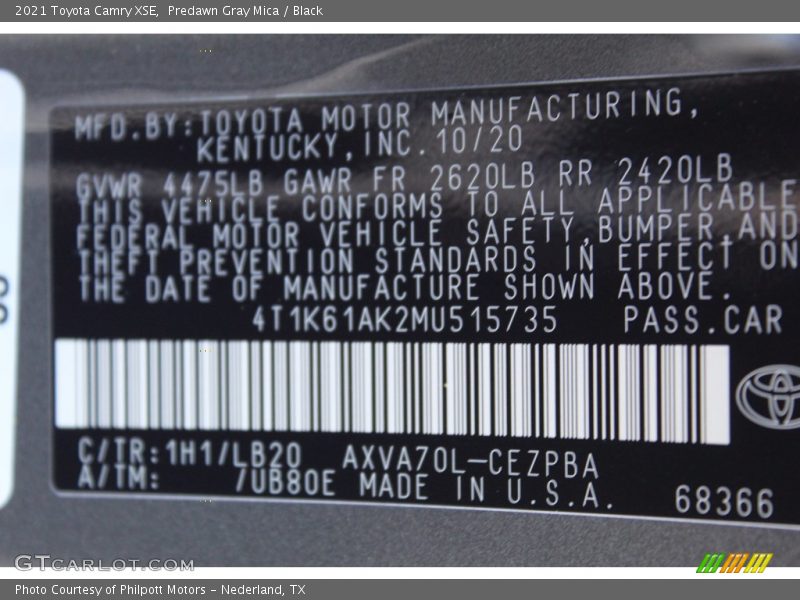 2021 Toyota Camry XSE, Predawn Gray Mica / Black
MFD.BY:TOYOTA MOTOR MANUFACTURING,
KENTUCKY,INC.10/20
GVWR 4475LB GAWR FR 2620LB RR 2420LB
THIS VEHICLE CONFORMS TO ALL APPLICABLE
FEDERAL MOTOR VEHICLE SAFETY,BUMPER,AND
THEFT PREVENTION STANDARDS IN EFFECT ON
THE DATE OF MANUFACTURE SHOWN ABOVE.
4T1K61AK2MU515735 PASS.CAR
C/TR:1H1/LB20 AXVA70L-CEZPBA
A/TM: /UB80E MADE IN U.S.A.
68366
GTCARLOT.COM
Photo Courtesy of Philpott Motors - Nederland, TX